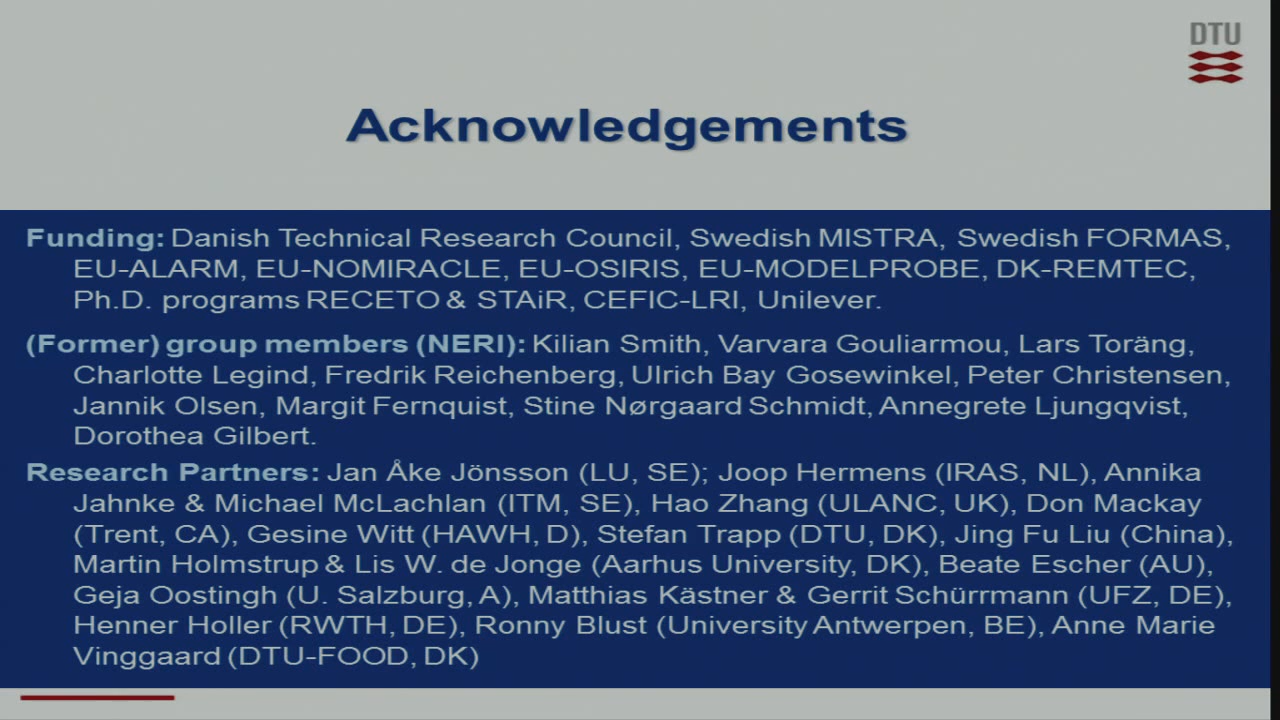 DTU
Acknowledgements
Funding: Danish Technical Research Council, Swedish MISTRA, Swedish FORMAS,
EU-ALARM, EU-NOMIRACLE, EU-OSIRIS, EU-MODELPROBE, DK-REMTEC,
Ph.D. programs RECETO & STAiR, CEFIC-LRI, Unilever.
(Former) group members (NERI): Kilian Smith, Varvara Gouliarmou, Lars Toräng,
Charlotte Legind, Fredrik Reichenberg, Ulrich Bay Gosewinkel, Peter Christensen,
Jannik Olsen, Margit Fernquist, Stine Nørgaard Schmidt, Annegrete Ljungqvist,
Dorothea Gilbert.
Research Partners: Jan Åke Jönsson (LU, SE); Joop Hermens (IRAS, NL), Annika
Jahnke & Michael McLachlan (ITM, SE), Hao Zhang (ULANC, UK), Don Mackay
(Trent, CA), Gesine Witt (HAWH, D), Stefan Trapp (DTU, DK), Jing Fu Liu (China),
Martin Holmstrup & Lis W. de Jonge (Aarhus University, DK), Beate Escher (AU),
Geja Oostingh (U. Salzburg, A), Matthias Kästner & Gerrit Schürrmann (UFZ, DE),
Henner Holler (RWTH, DE), Ronny Blust (University Antwerpen, BE), Anne Marie
Vinggaard (DTU-FOOD, DK)